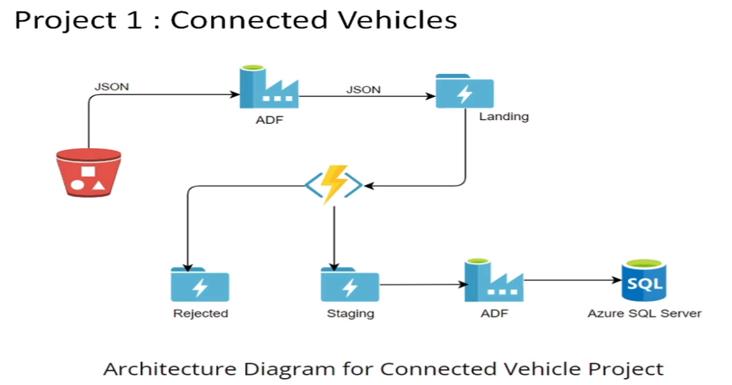 Project 1 : Connected Vehicles
JSON
JSON
ADF
Landing
Rejected
Staging
ADF
SQL
Azure SQL Server
Architecture Diagram for Connected Vehicle Project